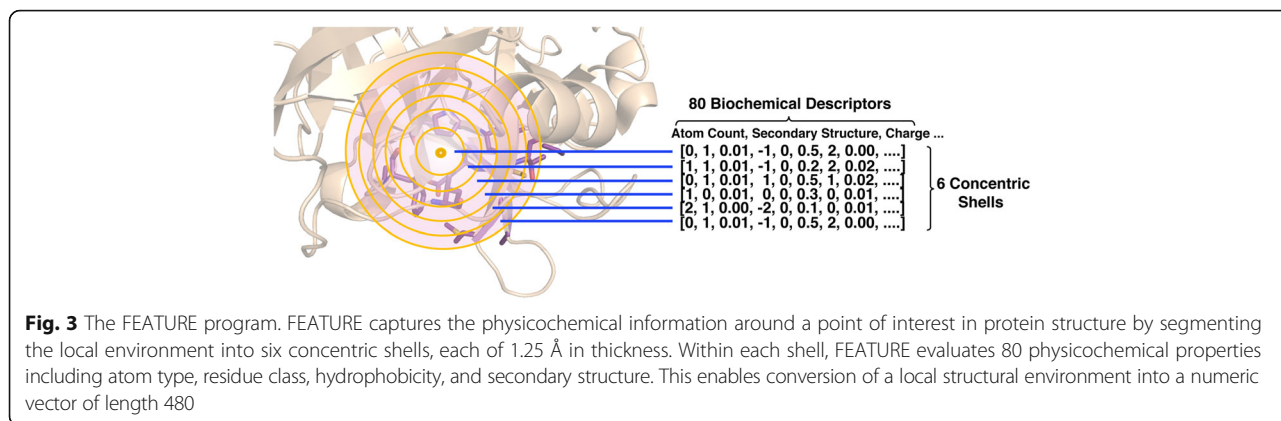 80 Biochemical Descriptors
Atom Count, Secondary Structure, Charge ...
[0, 1, 0.01, -1, 0, 0.5, 2, 0.00, ....]
[1, 1, 0.01, -1, 0, 0.2, 2, 0.02, ....]
[0, 1, 0.01, 1, 0, 0.5, 1, 0.02, ....]
[1, 0, 0.01, 0, 0, 0.3, 0, 0.01, ....]
[2, 1, 0.00, -2, 0, 0.1, 0, 0.01, ....]
[0, 1, 0.01, -1, 0, 0.5, 2, 0.00, ....]
6 Concentric
Shells
Fig. 3 The FEATURE program. FEATURE captures the physicochemical information around a point of interest in protein structure by segmenting
the local environment into six concentric shells, each of 1.25 Å in thickness. Within each shell, FEATURE evaluates 80 physicochemical properties
including atom type, residue class, hydrophobicity, and secondary structure. This enables conversion of a local structural environment into a numeric
vector of length 480